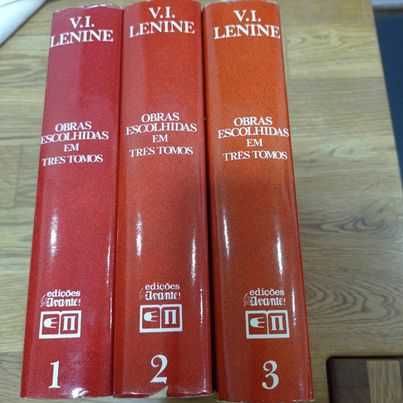 V.I.
LENINE
OBRAS
ESCOLHIDAS
EM
TRES TOMOS
edições
Avante!
1
V.I.
LENINE
OBRAS
ESCOLHIDAS
EM
TRES TOMOS
edições
Avante!
2
V.I.
LENINE
OBRAS
ESCOLHIDAS
EM
TRES TOMOS
edições
Avante!
3